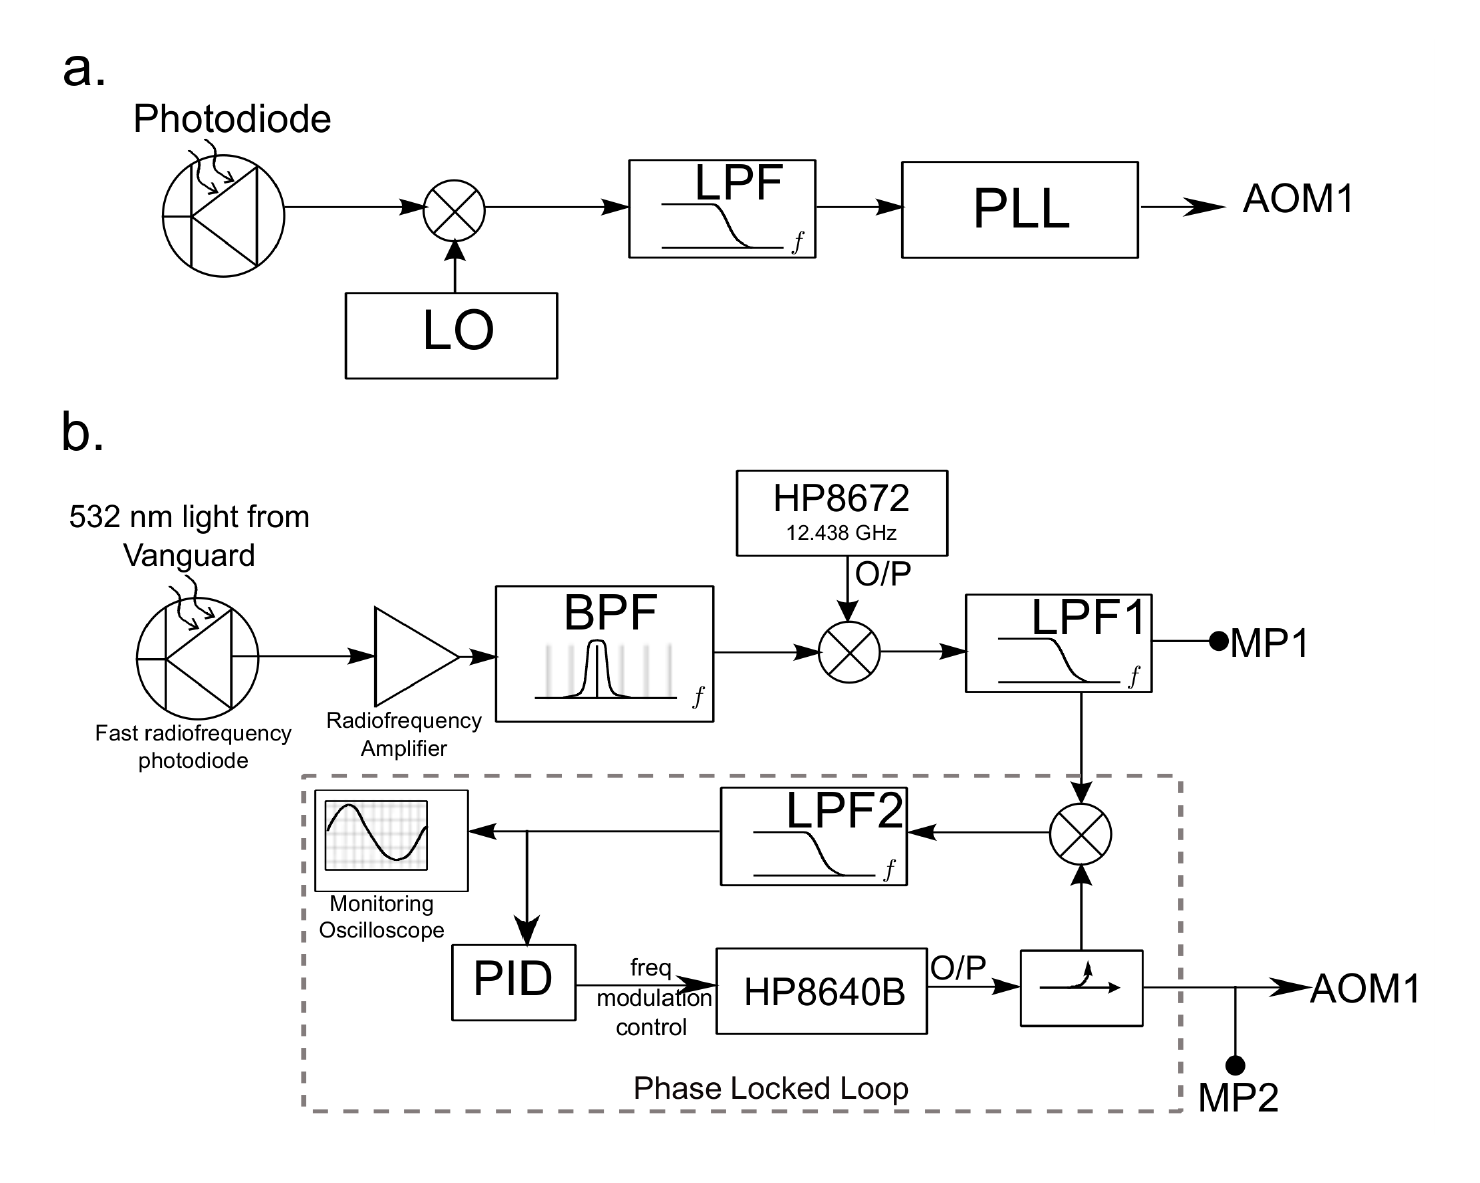 a.
Photodiode
LPF
f
PLL
AOM1
LO
b.
532 nm light from
Vanguard
Fast radiofrequency
photodiode
Radiofrequency
Amplifier
BPF
f
HP8672
12.438 GHz
O/P
LPF1
f
MP1
LPF2
f
Monitoring
Oscilloscope
PID
freq
modulation
control
HP8640B
O/P
AOM1
MP2
Phase Locked Loop